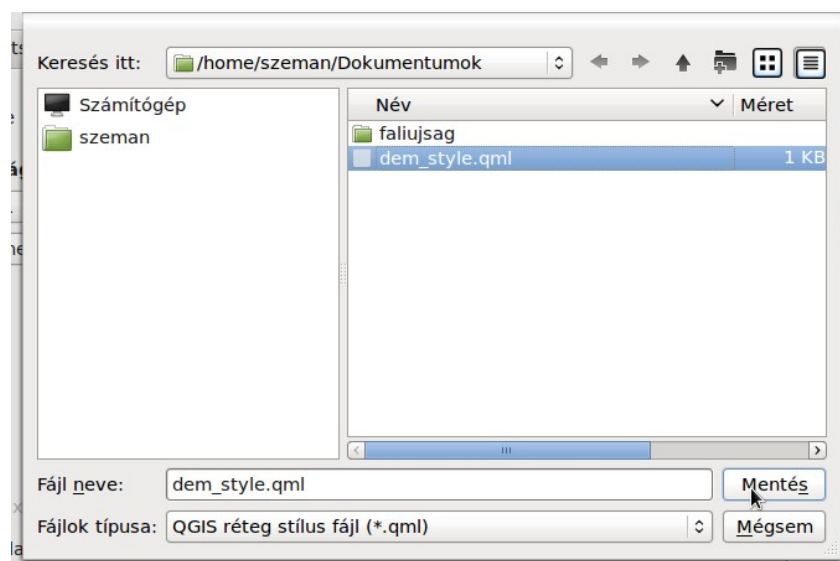 Keresés itt: /home/szeman/Dokumentumok
Számítógép
szeman
Név Méret
faliujsag
dem_style.qml 1 KB
Fájl neve: dem_style.qml Mentés
Fájlok típusa: QGIS réteg stílus fájl (*.qml) Mégsem